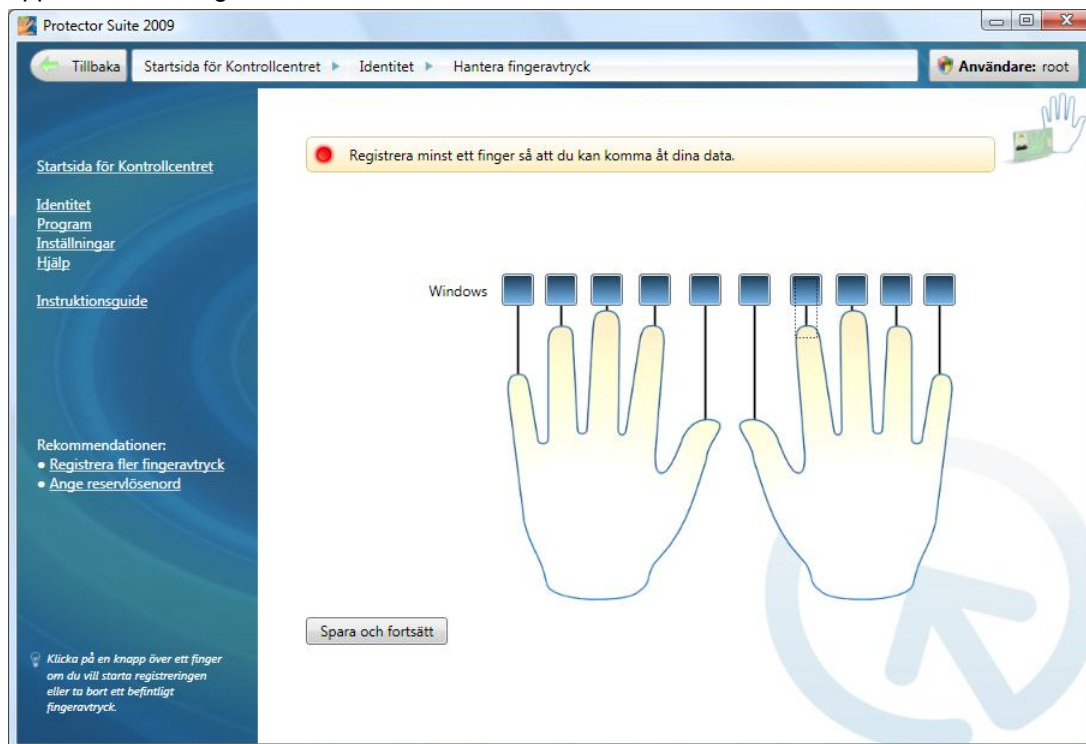 Protector Suite 2009
Tillbaka
Startsida för Kontrollcentret
Identitet
Hantera fingeravtryck
Användare: root
Startsida för Kontrollcentret
Identitet
Program
Inställningar
Hjälp
Instruktionsguide
Rekommendationer:
Registrera fler fingeravtryck
Ange reservlösenord
Klicka på en knapp över ett finger
om du vill starta registreringen
eller ta bort ett befintligt
fingeravtryck.
Registrera minst ett finger så att du kan komma åt dina data.
Windows
Spara och fortsätt